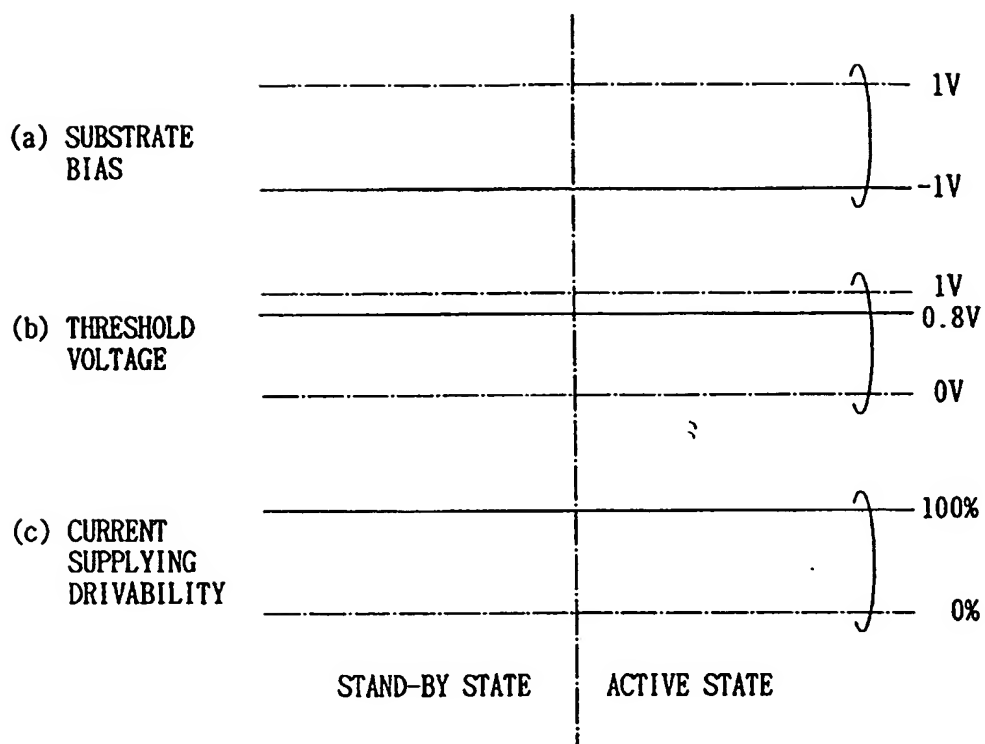 1V
(a) SUBSTRATE
BIAS
-1V
1V
(b) THRESHOLD
VOLTAGE
0.8V
0V
(c) CURRENT
SUPPLYING
DRIVABILITY
100%
0%
STAND-BY STATE
ACTIVE STATE